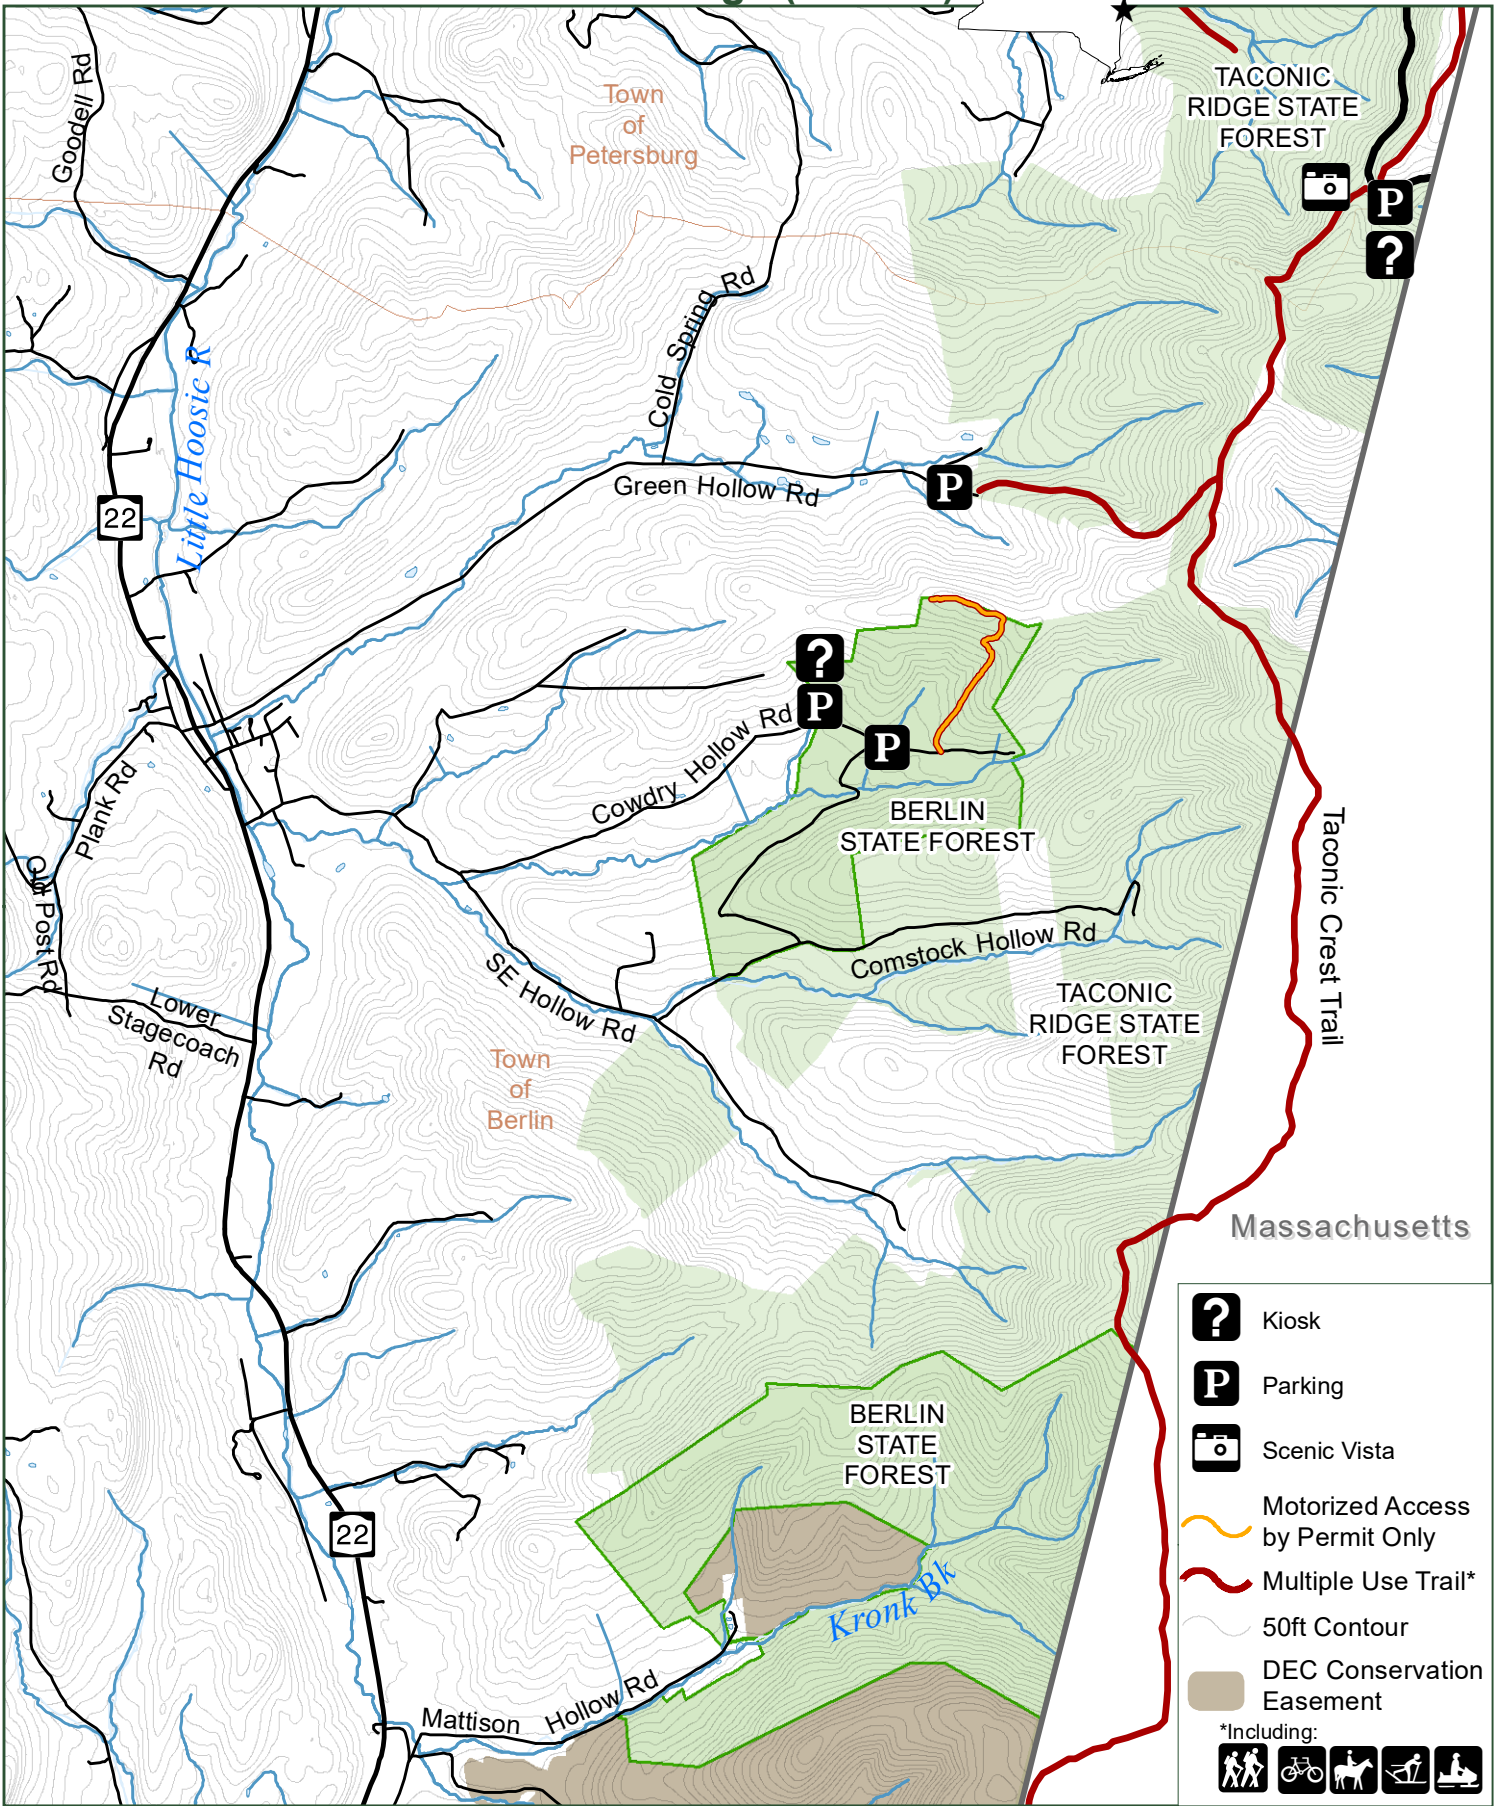 TACONIC
RIDGE STATE
FOREST
Town
of
Petersburg
Goodell Rd
P
?
Cold Spring Rd
Little Hoosic R
Green Hollow Rd
P
22
?
P
P
Cowdry Hollow Rd
Plank Rd
BERLIN
STATE FOREST
Old Post Rd
Comstock Hollow Rd
SE Hollow Rd
Taconic Crest Trail
Lower
Stagecoach
Rd
TACONIC
RIDGE STATE
FOREST
Town
of
Berlin
Massachusetts
BERLIN
STATE
FOREST
22
Kronk Bk
Mattison Hollow Rd
? Kiosk
P Parking
Scenic Vista
Motorized Access
by Permit Only
Multiple Use Trail*
50ft Contour
DEC Conservation
Easement
*Including: